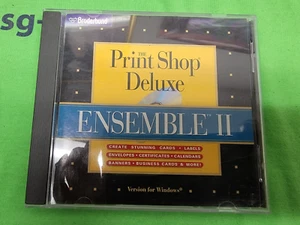 sg-
Brøderbund
THE
Print Shop®
Deluxe
ENSEMBLE™ II
CREATE STUNNING CARDS • LABELS
ENVELOPES • CERTIFICATES • CALENDARS
BANNERS • BUSINESS CARDS & MORE!
Version for Windows®